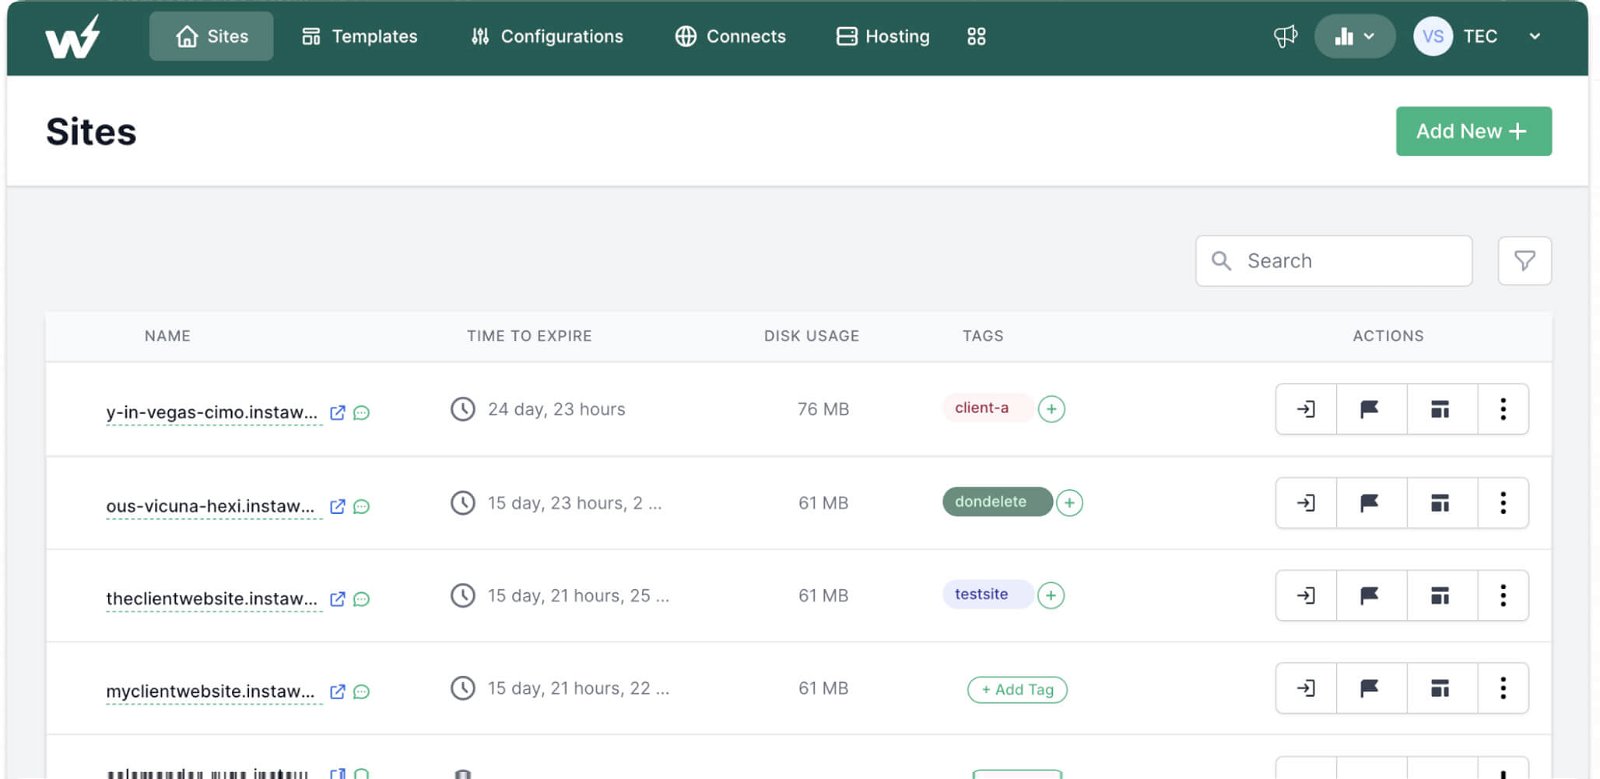 Sites Templates Configurations Connects Hosting VS TEC
Sites
Add New +
Search
NAME TIME TO EXPIRE DISK USAGE TAGS ACTIONS
y-in-vegas-cimo.instaw... 24 day, 23 hours 76 MB client-a +
ous-vicuna-hexi.instaw... 15 day, 23 hours, 2 ... 61 MB dondelete +
theclientwebsite.instaw... 15 day, 21 hours, 25 ... 61 MB testsite +
myclientwebsite.instaw... 15 day, 21 hours, 22 ... 61 MB + Add Tag